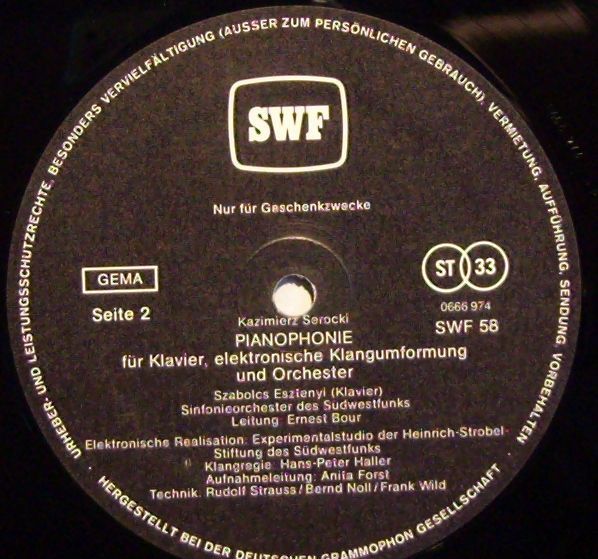 URHEBER- UND LEISTUNGSSCHUTZRECHTE, BESONDERS VERVIELFÄLTIGUNG (AUSSER ZUM PERSÖNLICHEN GEBRAUCH), VERMIETUNG, AUFFÜHRUNG, SENDUNG, VORBEHALTEN ·
SWF
Nur für Geschenkzwecke
GEMA
ST 33
Seite 2
0666 974
SWF 58
Kazimierz Serocki
PIANOPHONIE
für Klavier, elektronische Klangumformung
und Orchester
Szabolcs Esztenyi (Klavier)
Sinfonieorchester des Südwestfunks
Leitung: Ernest Bour
Elektronische Realisation: Experimentalstudio der Heinrich-Strobel-
Stiftung des Südwestfunks
Klangregie: Hans-Peter Haller
Aufnahmeleitung: Anita Forst
Technik: Rudolf Strauss/Bernd Noll/Frank Wild
HERGESTELLT BEI DER DEUTSCHEN GRAMMOPHON GESELLSCHAFT ·